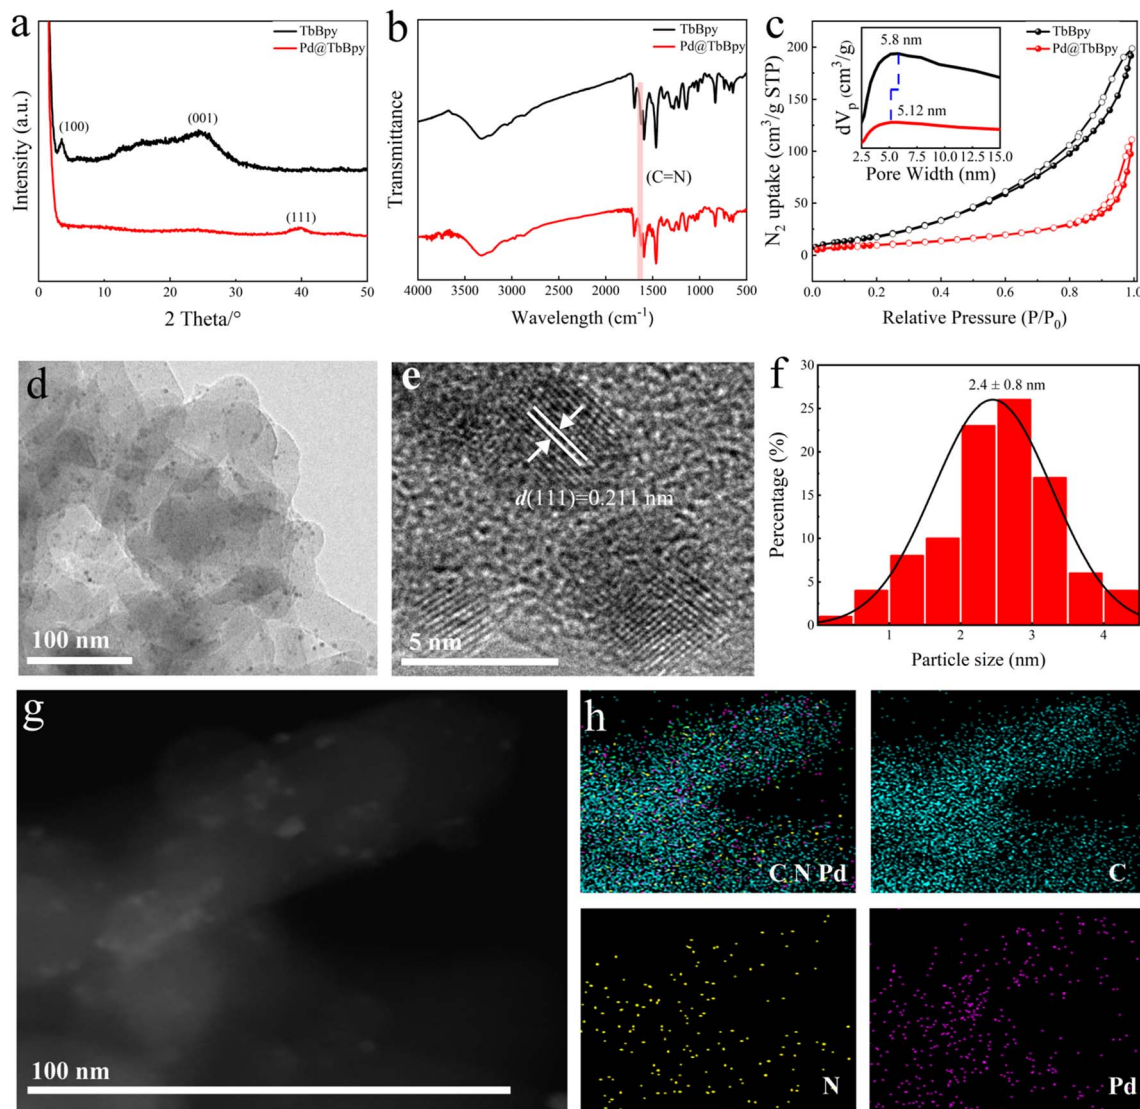 a
TbBpy
Pd@TbBpy
(100)
(001)
(111)
Intensity (a.u.)
0 10 20 30 40 50
2 Theta/°
b
TbBpy
Pd@TbBpy
(C=N)
Transmittance
4000 3500 3000 2500 2000 1500 1000 500
Wavelength (cm⁻¹)
c
TbBpy
Pd@TbBpy
N₂ uptake (cm³/g STP)
200
150
100
50
0
dVₚ (cm³/g)
5.8 nm
5.12 nm
2.5 5.0 7.5 10.0 12.5 15.0
Pore Width (nm)
0.0 0.2 0.4 0.6 0.8 1.0
Relative Pressure (P/P₀)
d
100 nm
e
d(111)=0.211 nm
5 nm
f
2.4 ± 0.8 nm
Percentage (%)
30
25
20
15
10
5
0
1 2 3 4
Particle size (nm)
g
100 nm
h
C N Pd
C
N
Pd